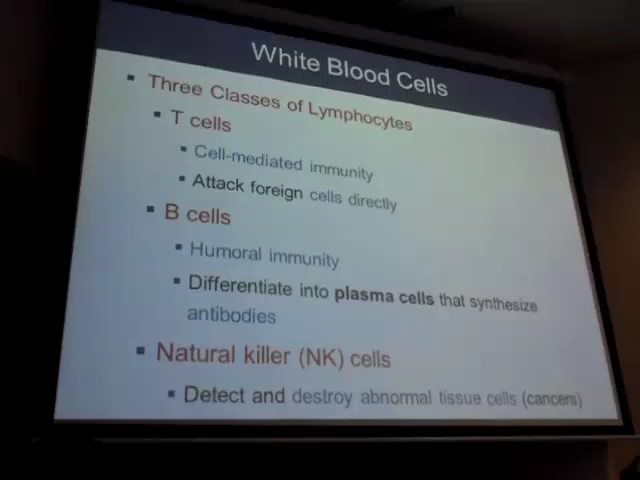 White Blood Cells
Three Classes of Lymphocytes
T cells
Cell-mediated immunity
Attack foreign cells directly
B cells
Humoral immunity
Differentiate into plasma cells that synthesize
antibodies
Natural killer (NK) cells
Detect and destroy abnormal tissue cells (cancers)